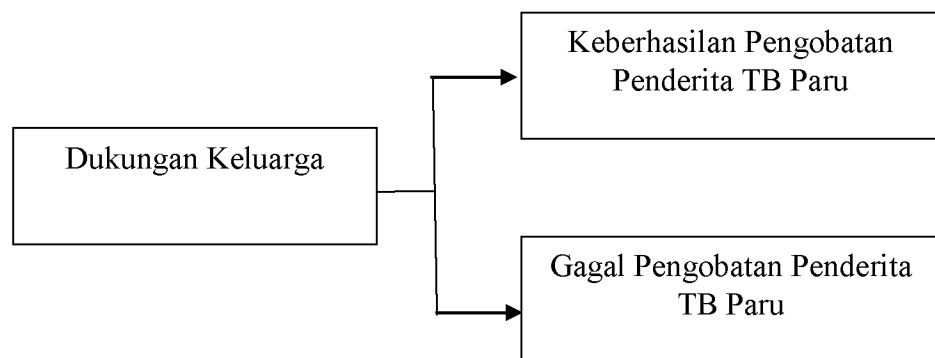 Keberhasilan Pengobatan
Penderita TB Paru
Dukungan Keluarga
Gagal Pengobatan Penderita
TB Paru